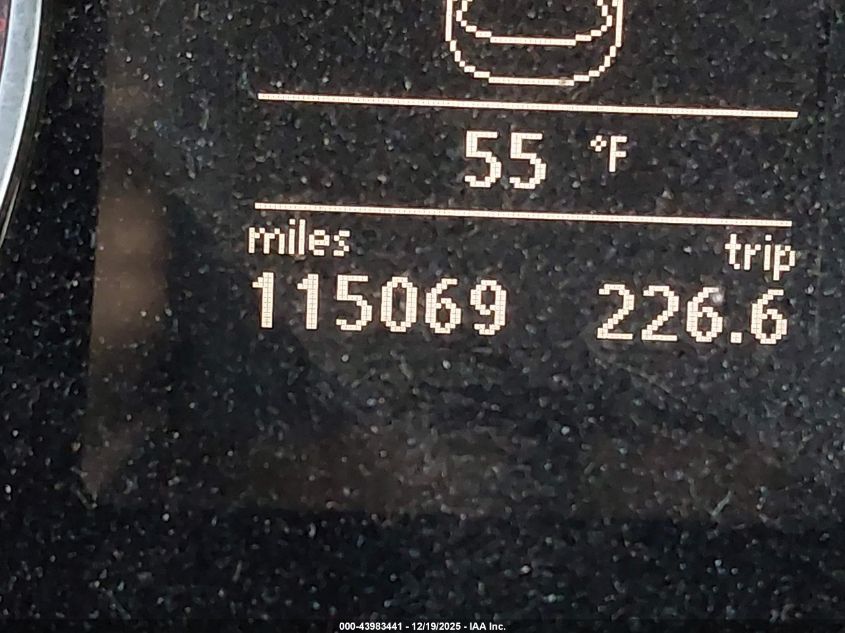 55 °F
miles trip
115069 226.6
000-43983441 - 12/19/2025 - IAA Inc.